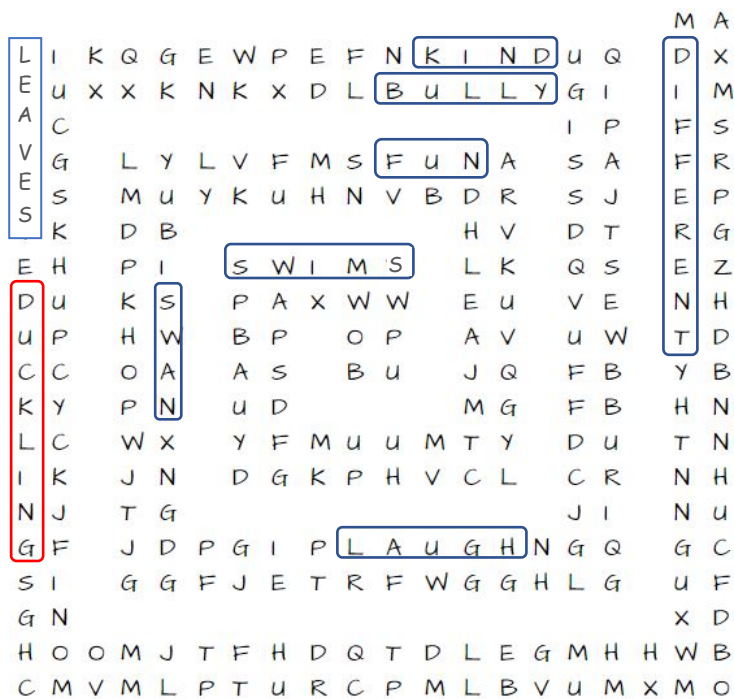 M A
L I K Q G E W P E F N K I N D U Q D X
E U X X K N K X D L B U L L Y G I I M
A C I P F S
V G L Y L V F M S F U N A S A F R
E S M U Y K U H N V B D R S J E P
S K D B H V D T R G
E H P I S W I M S L K Q S E Z
D U K S P A X W W E U V E N H
U P H W B P O P A V U W T D
C C O A A S B U J Q F B Y B
K Y P N U D M G F B H N
L C W X Y F M U U M T Y D U T N
I K J N D G K P H V C L C R N H
N J T G J I N U
G F J D P G I P L A U G H N G Q G C
S I G G F J E T R F W G G H L G U F
G N X D
H O O M J T F H D Q T D L E G M H H W B
C M V M L P T U R C P M L B V U M X M O